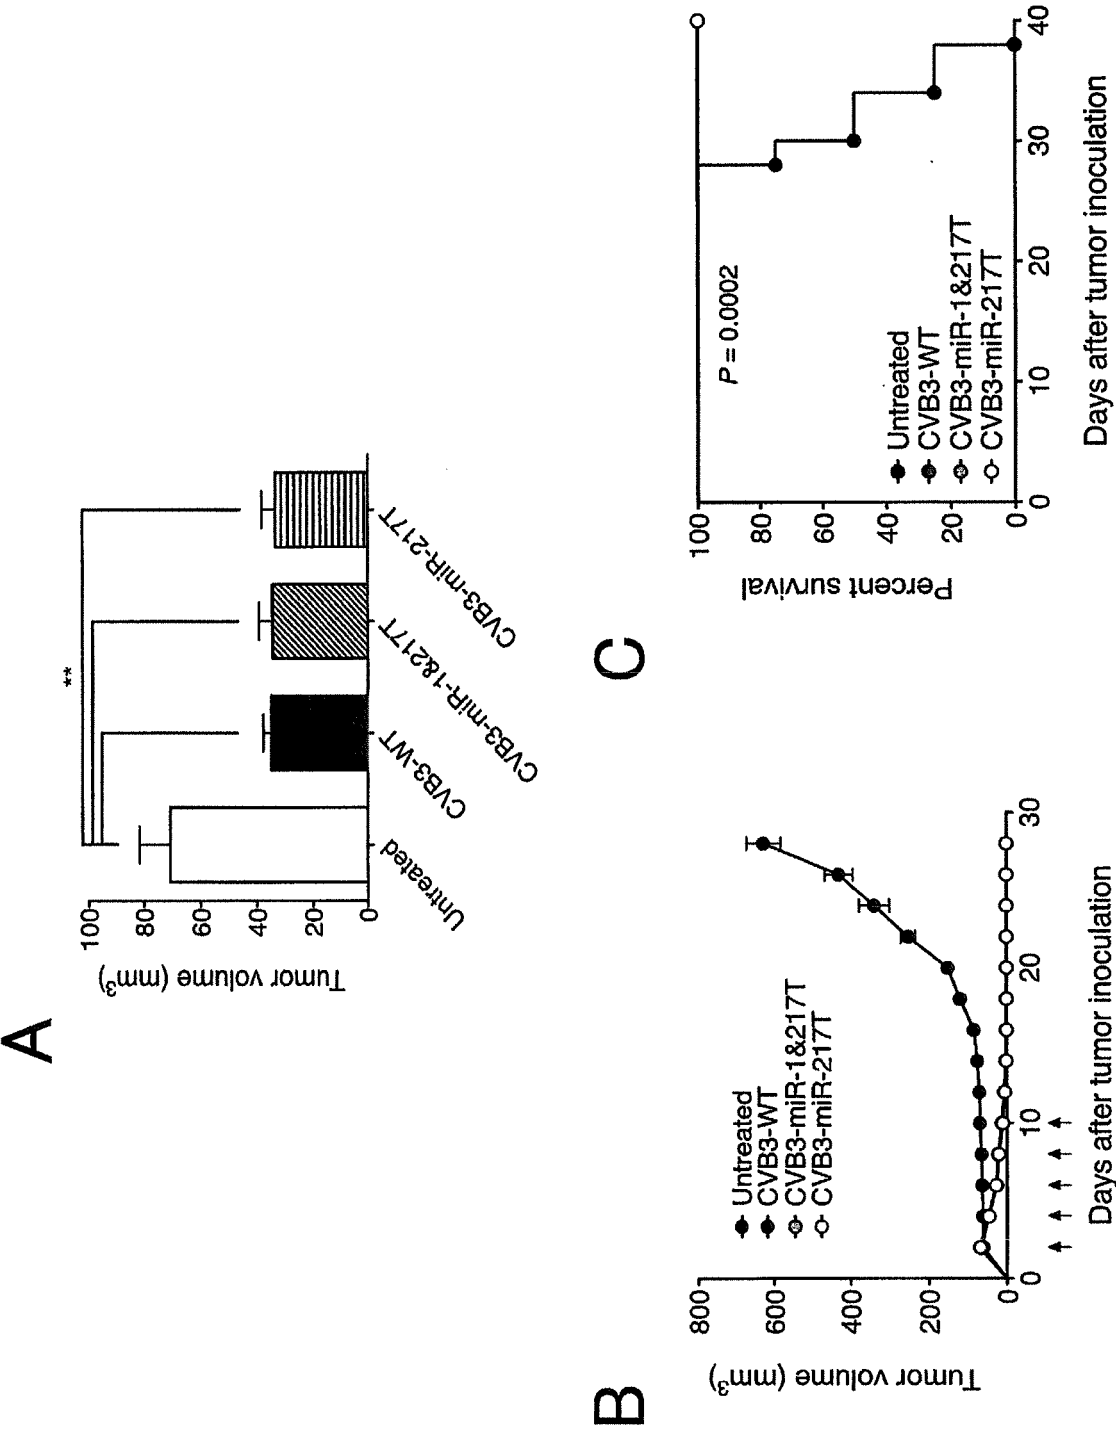 A
Tumor volume (mm³)
100
80
60
40
20
0
**
Untreated
CVB3-WT
CVB3-miR-1&217T
CVB3-miR-217T
B
Tumor volume (mm³)
800
600
400
200
0
Untreated
CVB3-WT
CVB3-miR-1&217T
CVB3-miR-217T
0
10
20
30
Days after tumor inoculation
C
Percent survival
100
80
60
40
20
0
P = 0.0002
Untreated
CVB3-WT
CVB3-miR-1&217T
CVB3-miR-217T
0
10
20
30
40
Days after tumor inoculation